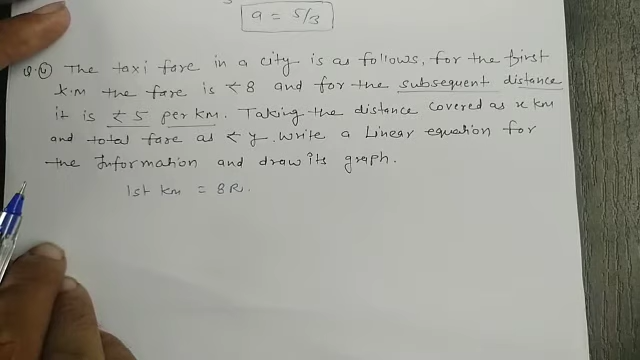 a = 5/3
Q.4 The taxi fare in a city is as follows, for the first
K.M the fare is ₹ 8 and for the subsequent distance
it is ₹ 5 per km. Taking the distance covered as x km
and total fare as ₹ y. Write a Linear equation for
the Information and draw its graph.
1st km = 8R.